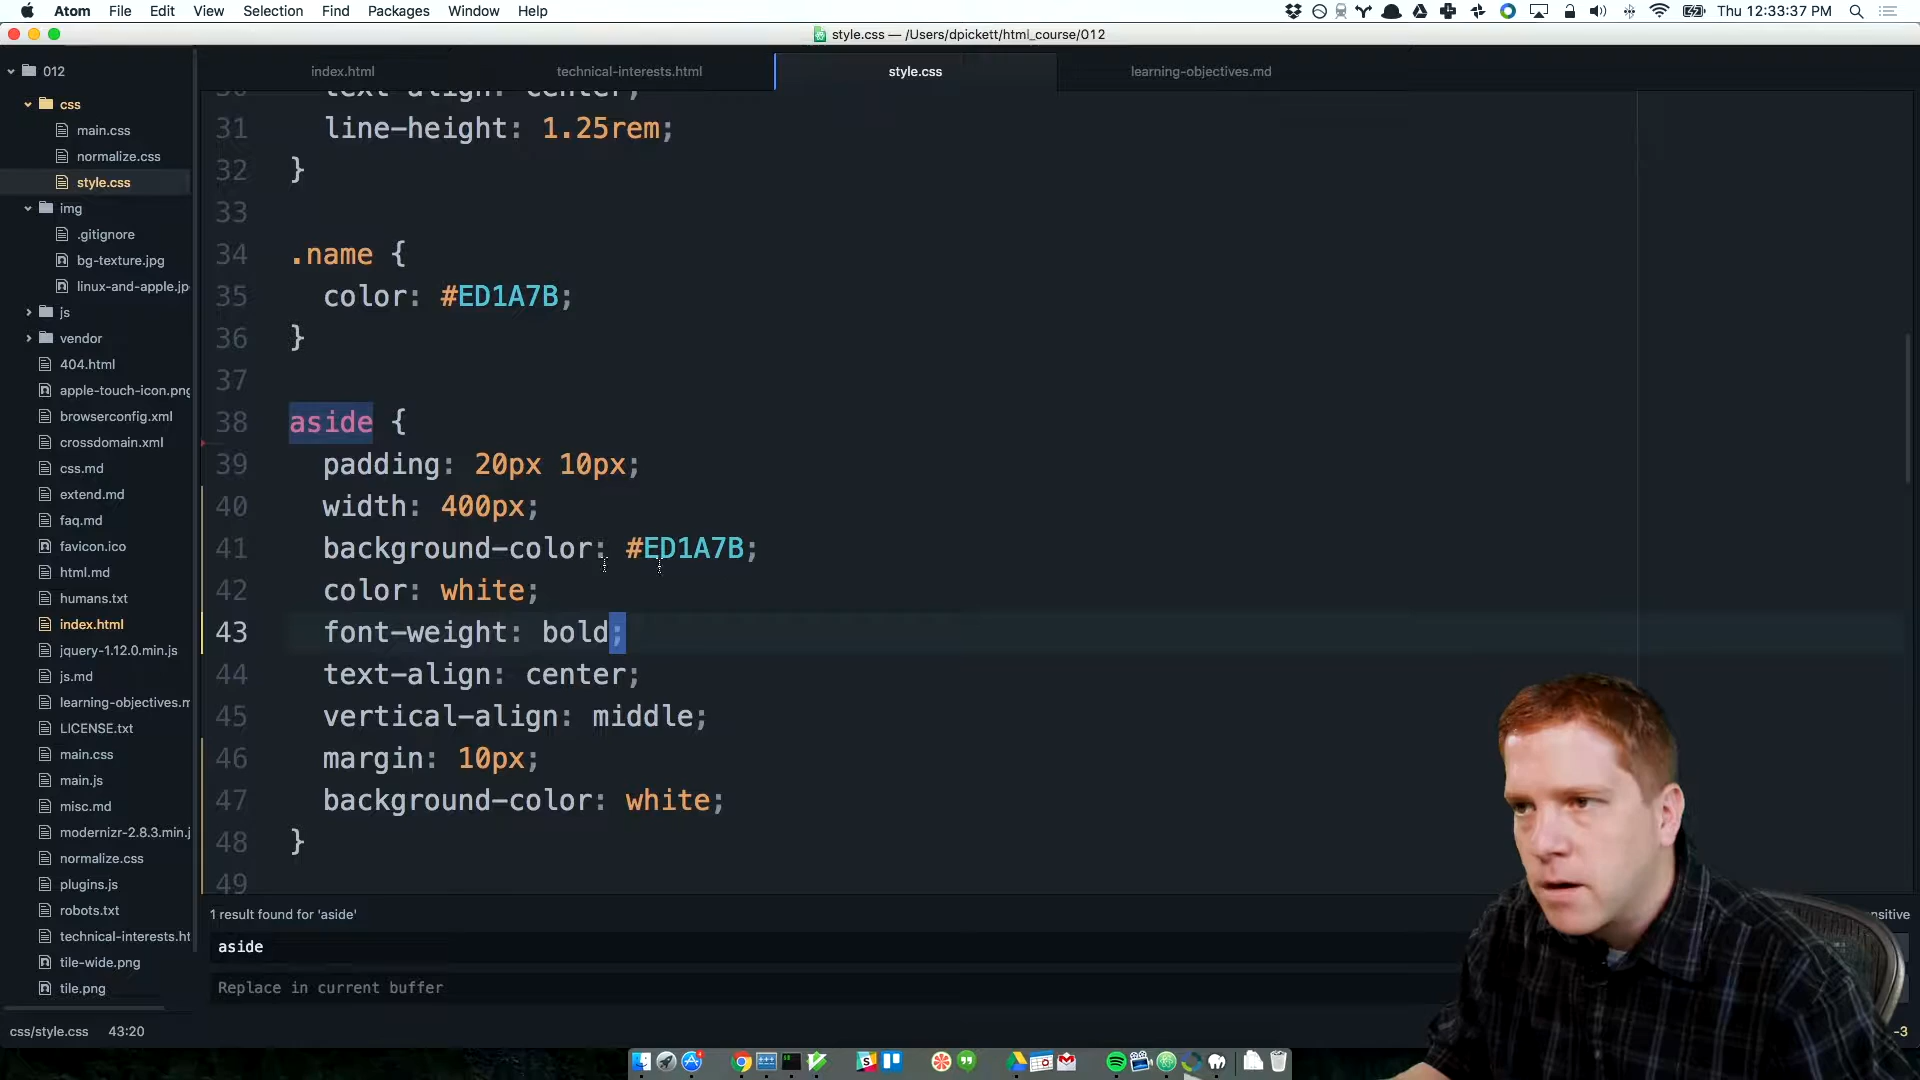 Atom File Edit View Selection Find Packages Window Help Thu 12:33:37 PM
style.css — /Users/dpickett/html_course/012
012
css
main.css
normalize.css
style.css
img
.gitignore
bg-texture.jpg
linux-and-apple.jp
js
vendor
404.html
apple-touch-icon.png
browserconfig.xml
crossdomain.xml
css.md
extend.md
faq.md
favicon.ico
html.md
humans.txt
index.html
jquery-1.12.0.min.js
js.md
learning-objectives.m
LICENSE.txt
main.css
main.js
misc.md
modernizr-2.8.3.min.j
normalize.css
plugins.js
robots.txt
technical-interests.ht
tile-wide.png
tile.png
index.html technical-interests.html style.css learning-objectives.md
text-align: center;
31 line-height: 1.25rem;
32 }
33
34 .name {
35 color: #ED1A7B;
36 }
37
38 aside {
39 padding: 20px 10px;
40 width: 400px;
41 background-color: #ED1A7B;
42 color: white;
43 font-weight: bold;
44 text-align: center;
45 vertical-align: middle;
46 margin: 10px;
47 background-color: white;
48 }
49
1 result found for 'aside' nsitive
aside
Replace in current buffer
css/style.css 43:20 -3